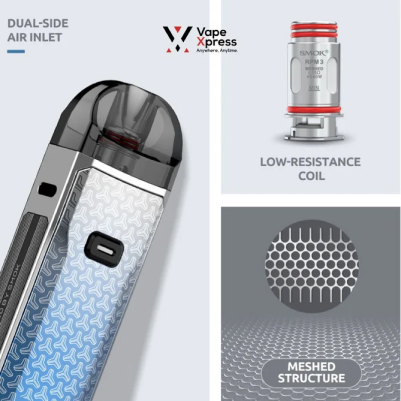 DUAL-SIDE
AIR INLET
Vape
Xpress
Anywhere, Anytime.
SMOK
RPM 3
LOW-RESISTANCE
COIL
MESHED
STRUCTURE